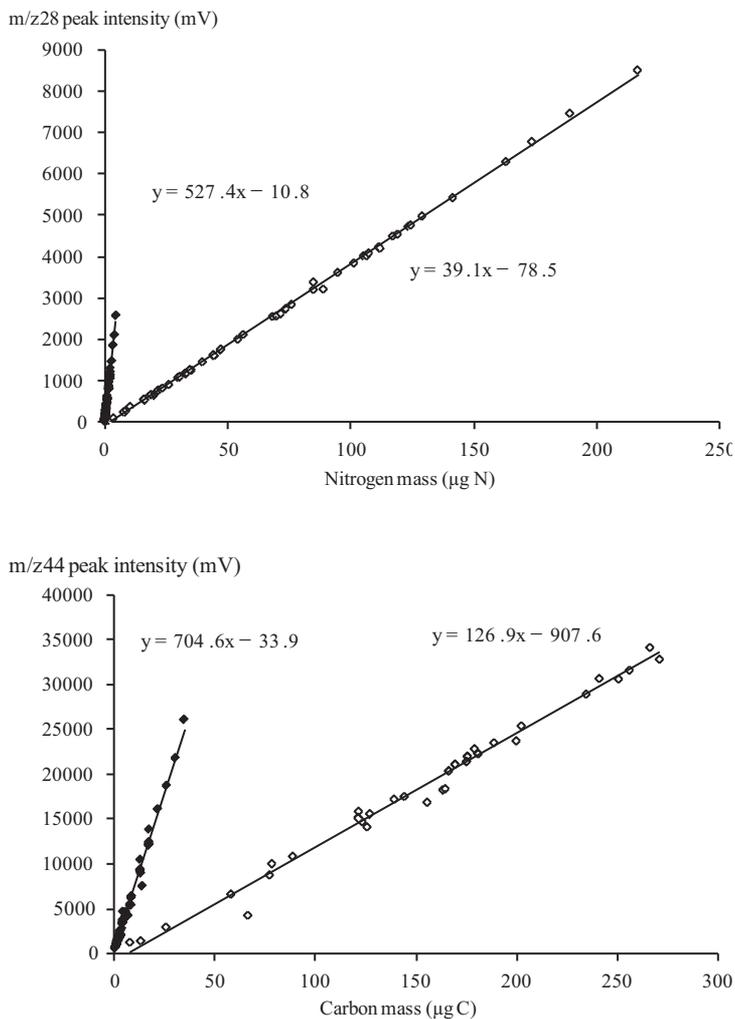 m/z28 peak intensity (mV)
9000
8000
7000
6000
5000
4000
3000
2000
1000
0
y = 527.4x − 10.8
y = 39.1x − 78.5
0 50 100 150 200 250
Nitrogen mass (μg N)
m/z44 peak intensity (mV)
40000
35000
30000
25000
20000
15000
10000
5000
0
y = 704.6x − 33.9
y = 126.9x − 907.6
0 50 100 150 200 250 300
Carbon mass (μg C)